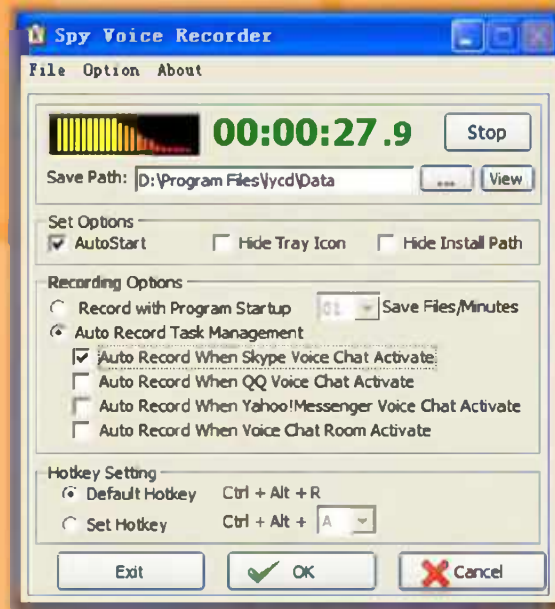 Spy Voice Recorder
File Option About
00:00:27.9 Stop
Save Path: D:\Program Files\ycd\Data ... View
Set Options
AutoStart Hide Tray Icon Hide Install Path
Recording Options
Record with Program Startup 01 Save Files/Minutes
Auto Record Task Management
Auto Record When Skype Voice Chat Activate
Auto Record When QQ Voice Chat Activate
Auto Record When Yahoo!Messenger Voice Chat Activate
Auto Record When Voice Chat Room Activate
Hotkey Setting
Default Hotkey Ctrl + Alt + R
Set Hotkey Ctrl + Alt + A
Exit OK Cancel